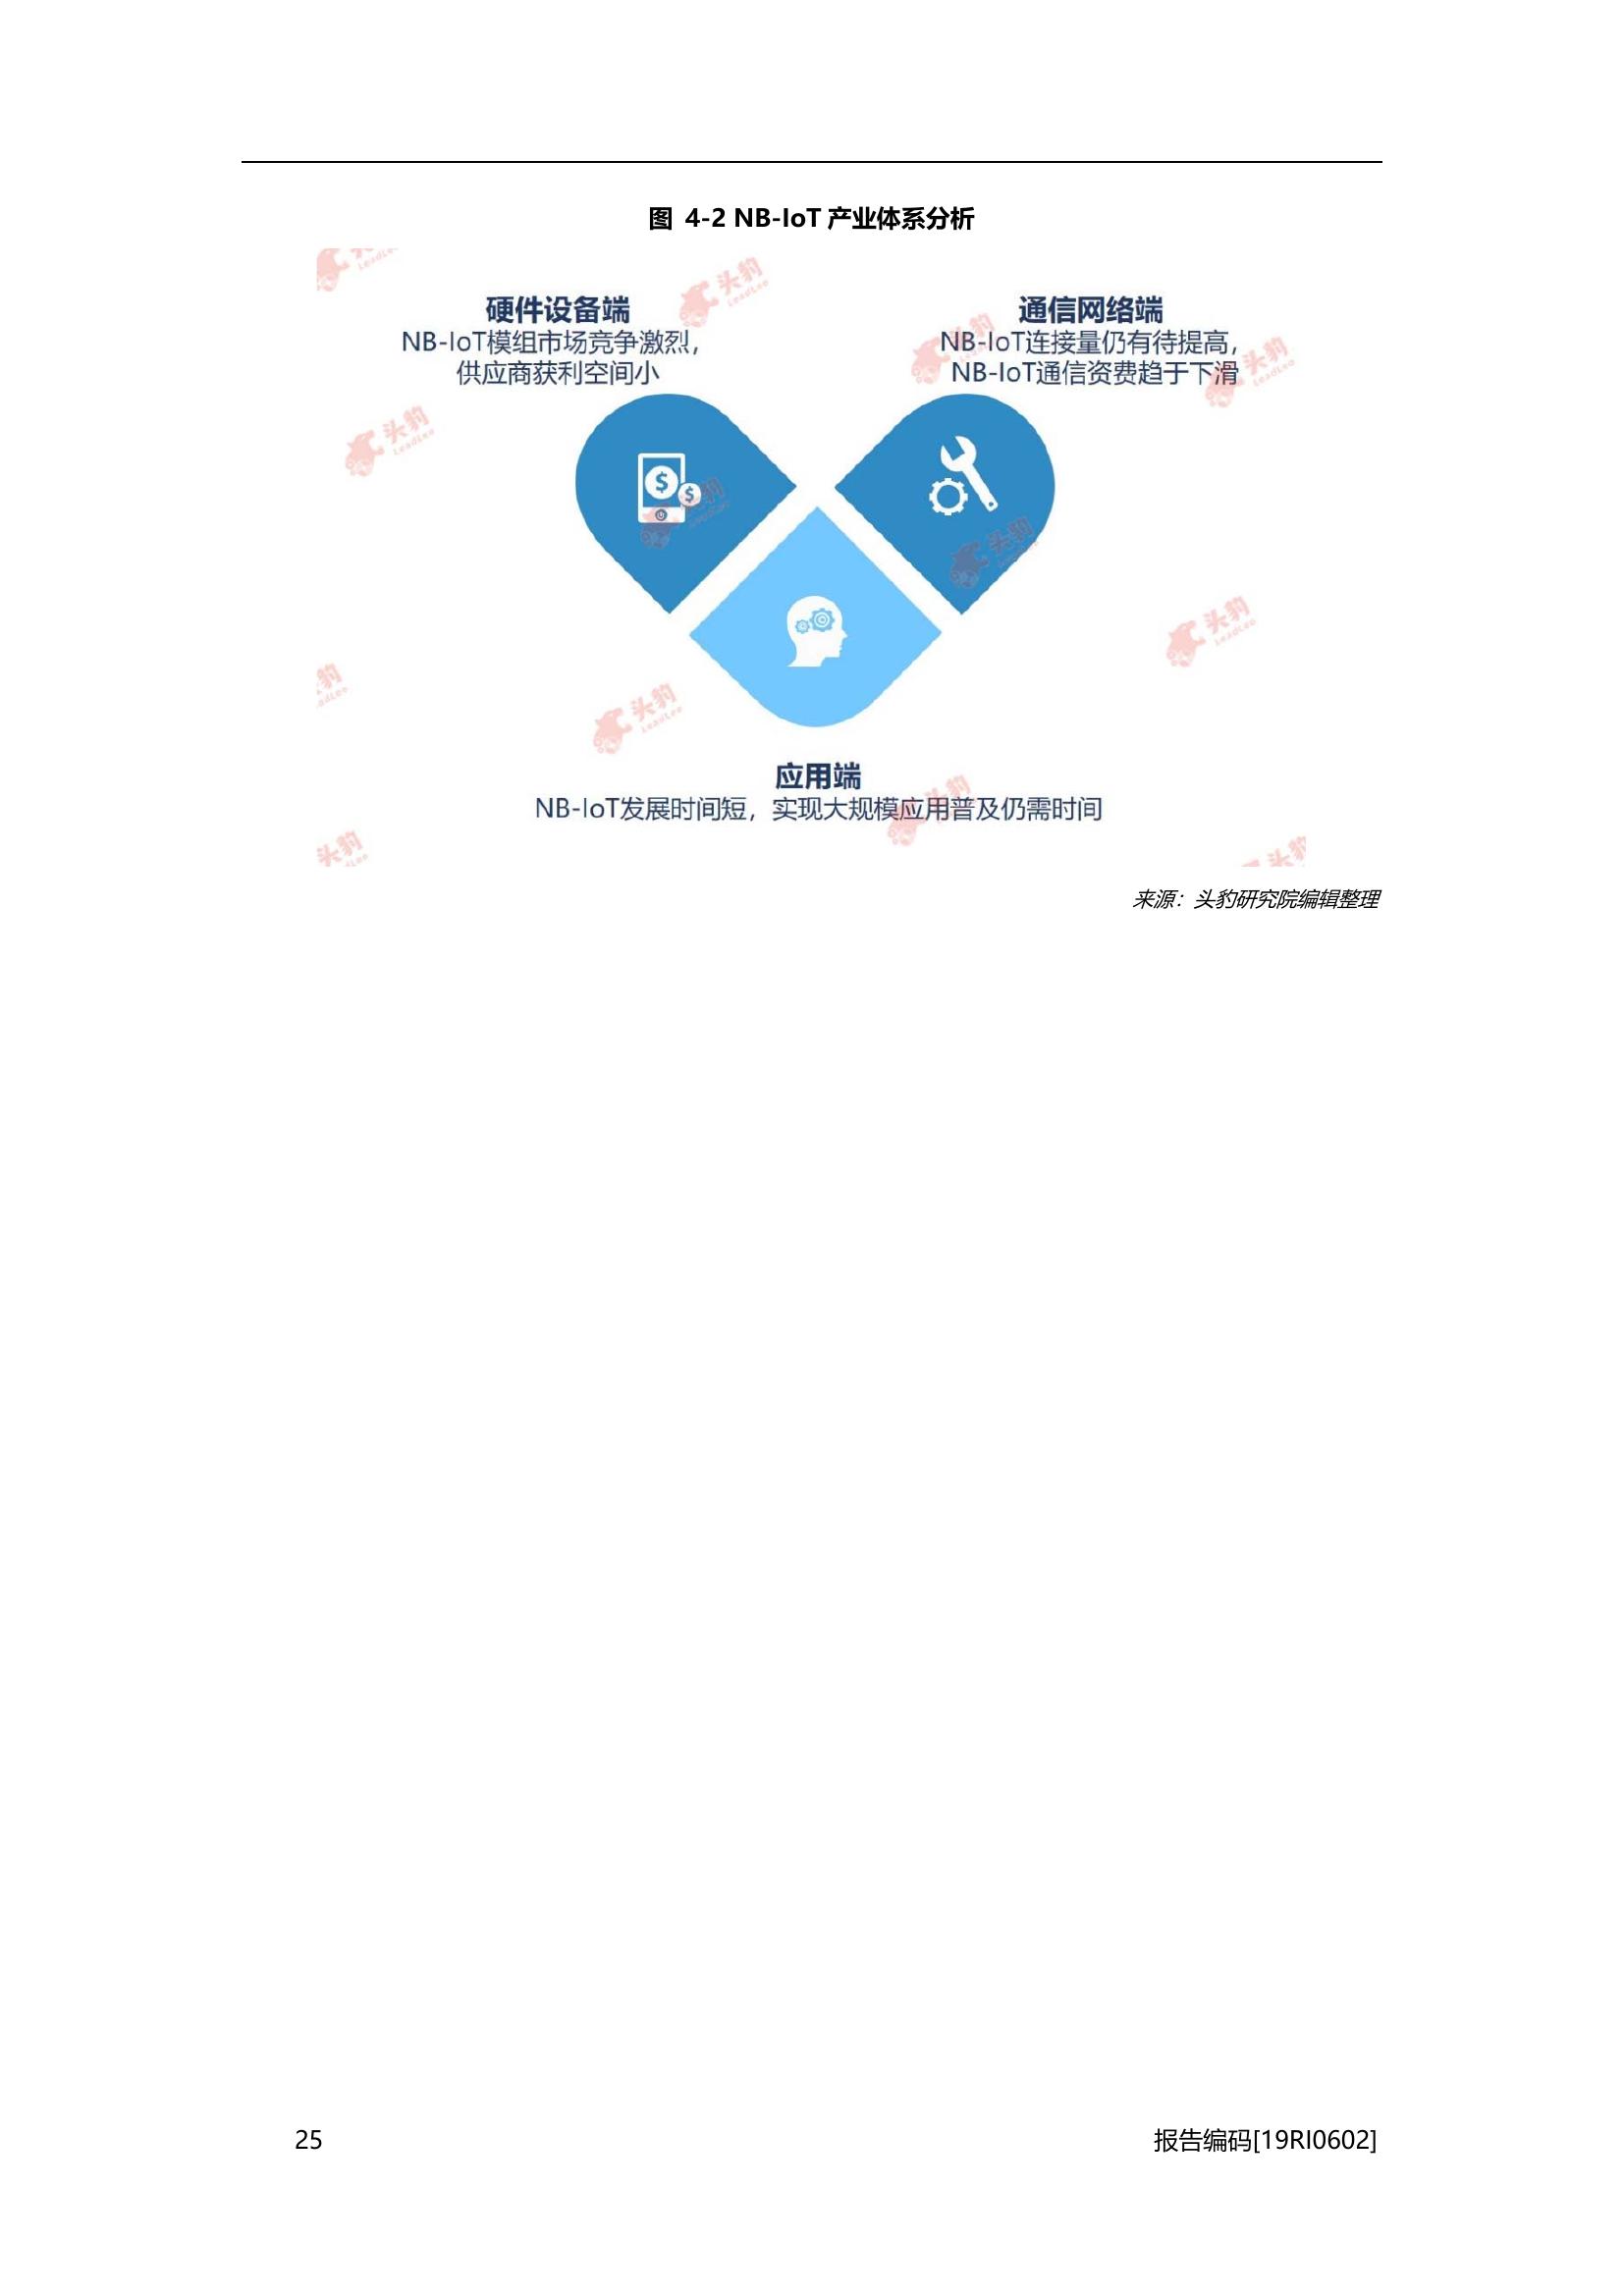 图 4-2 NB-IoT 产业体系分析
硬件设备端
NB-IoT模组市场竞争激烈，
供应商获利空间小
通信网络端
NB-IoT连接量仍有待提高，
NB-IoT通信资费趋于下滑
应用端
NB-IoT发展时间短，实现大规模应用普及仍需时间
头豹
LeadLeo
来源：头豹研究院编辑整理
25
报告编码[19RI0602]